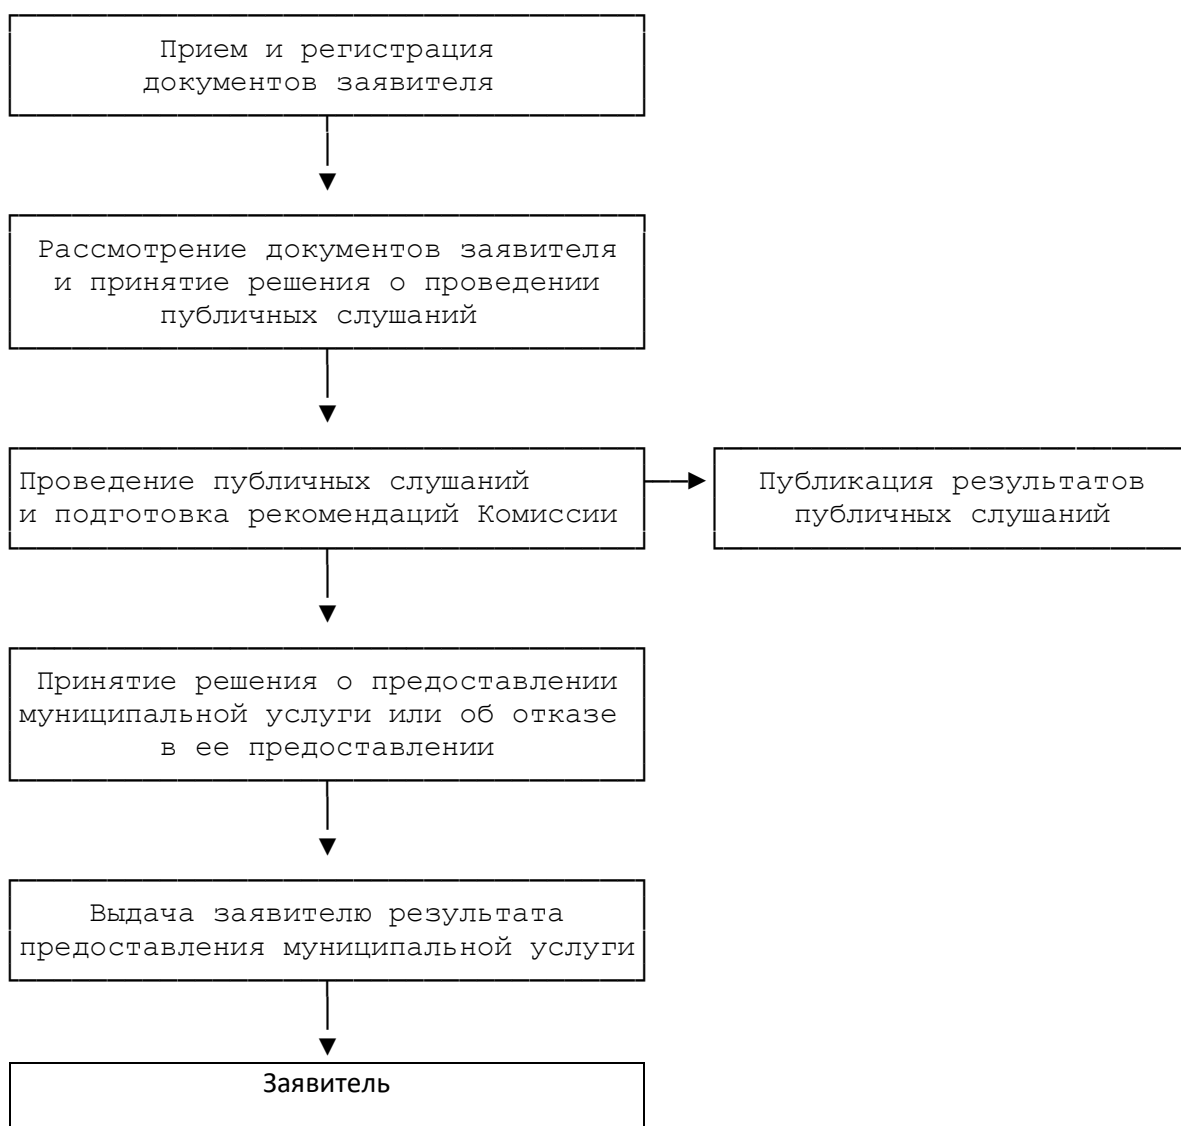 Прием и регистрация
документов заявителя
Рассмотрение документов заявителя
и принятие решения о проведении
публичных слушаний
Проведение публичных слушаний
и подготовка рекомендаций Комиссии
Публикация результатов
публичных слушаний
Принятие решения о предоставлении
муниципальной услуги или об отказе
в ее предоставлении
Выдача заявителю результата
предоставления муниципальной услуги
Заявитель